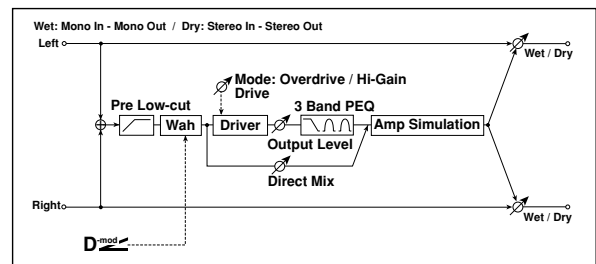 Wet: Mono In - Mono Out / Dry: Stereo In - Stereo Out
Left
Wet / Dry
Mode: Overdrive / Hi-Gain
Drive
Pre Low-cut
3 Band PEQ
Wah
Driver
Amp Simulation
Output Level
Direct Mix
Right
Wet / Dry
D-mod